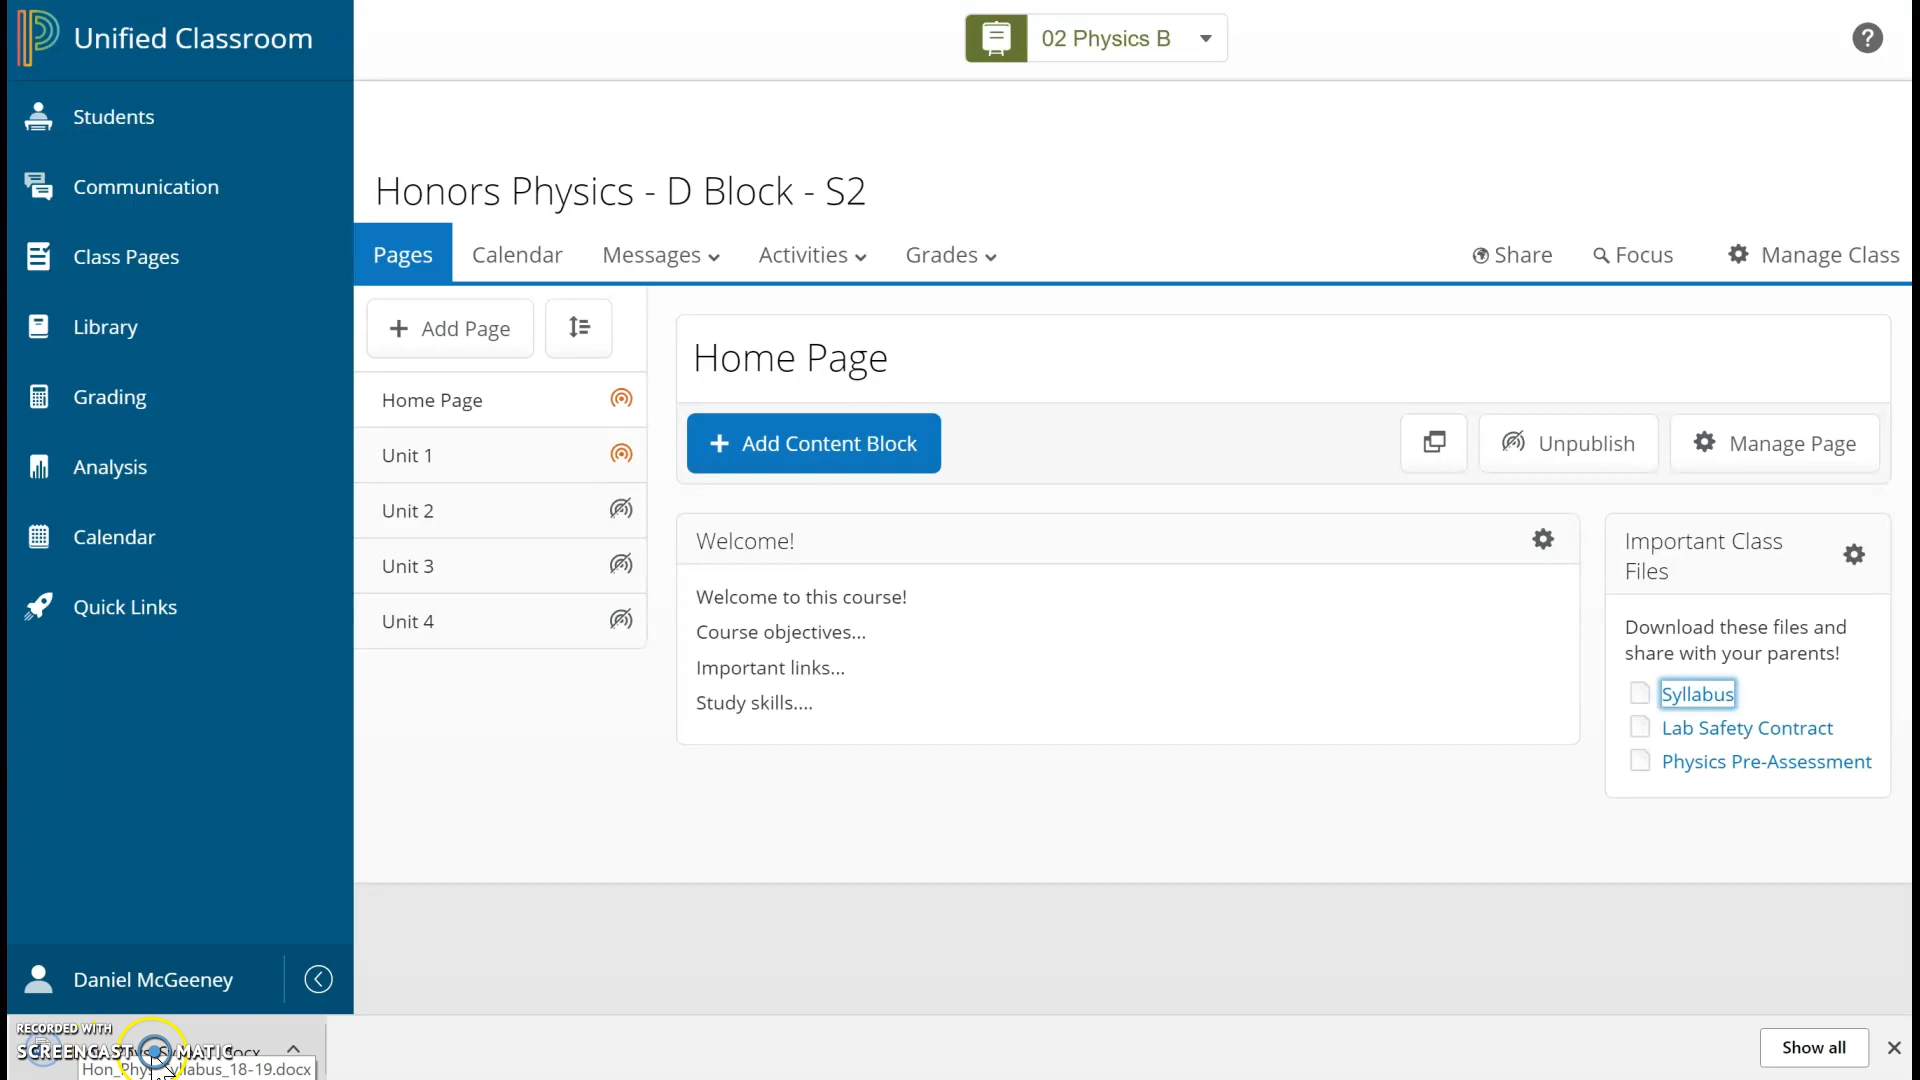 Unified Classroom
02 Physics B
?
Students
Communication
Class Pages
Library
Grading
Analysis
Calendar
Quick Links
Daniel McGeeney
Honors Physics - D Block - S2
Pages
Calendar
Messages
Activities
Grades
Share
Focus
Manage Class
Add Page
Home Page
Unit 1
Unit 2
Unit 3
Unit 4
Home Page
Add Content Block
Unpublish
Manage Page
Welcome!
Welcome to this course!
Course objectives...
Important links...
Study skills....
Important Class
Files
Download these files and
share with your parents!
Syllabus
Lab Safety Contract
Physics Pre-Assessment
RECORDED WITH
SCREENCAST MATIC
Show all